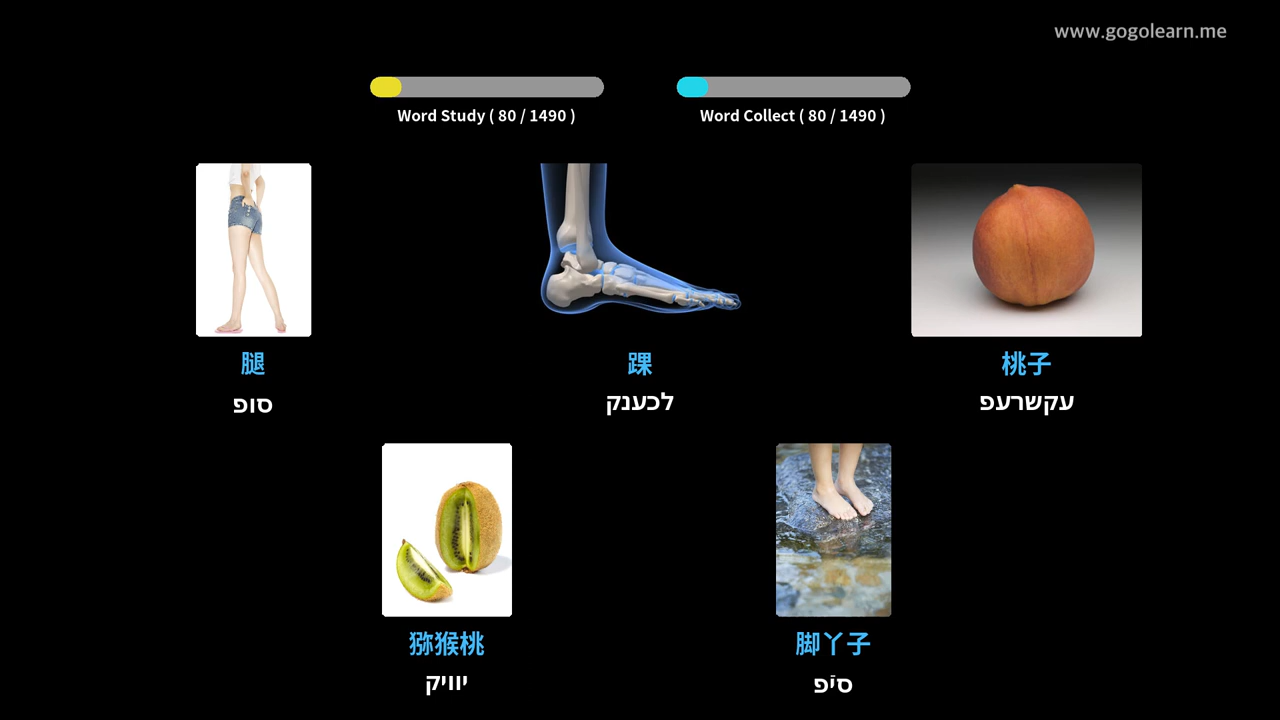 www.gogolearn.me
Word Study ( 80 / 1490 )
Word Collect ( 80 / 1490 )
腿
סופ
踝
לכענק
桃子
עקשרעפ
猕猴桃
יוויק
脚丫子
סיֿפ